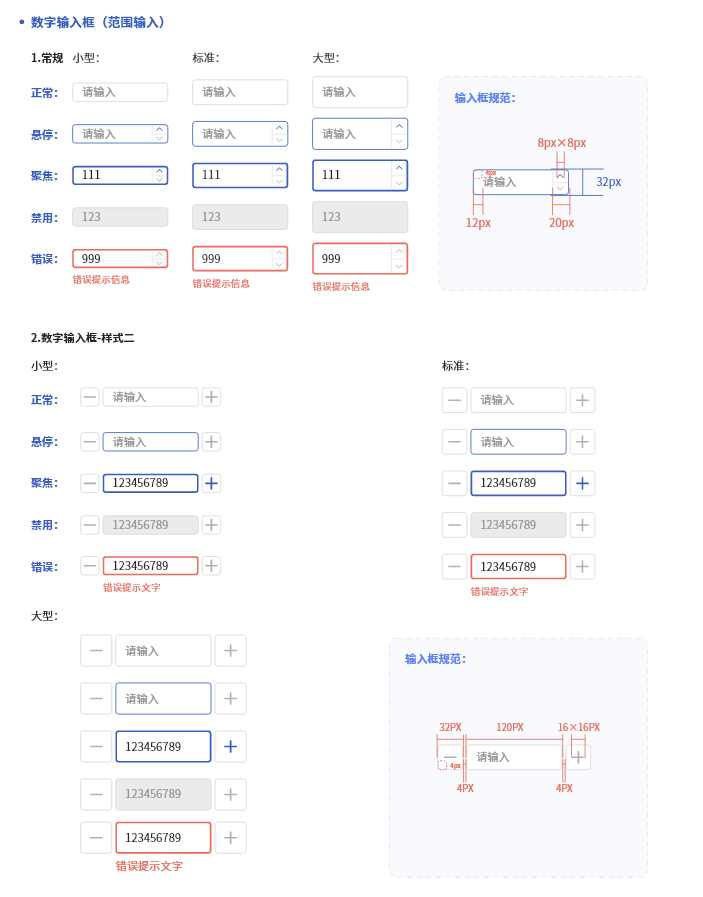 数字输入框（范围输入）
1.常规 小型： 标准： 大型：
正常： 请输入 请输入 请输入
输入框规范：
悬停： 请输入 请输入 请输入
8px×8px
聚焦： 111 111 111
4px
请输入 32px
禁用： 123 123 123
12px 20px
错误： 999 999 999
错误提示信息 错误提示信息 错误提示信息
2.数字输入框-样式二
小型： 标准：
正常： 请输入 请输入
悬停： 请输入 请输入
聚焦： 123456789 123456789
禁用： 123456789 123456789
错误： 123456789 123456789
错误提示文字 错误提示文字
大型：
请输入
输入框规范：
请输入
32PX 120PX 16×16PX
123456789
请输入
4px
4PX 4PX
123456789
123456789
错误提示文字